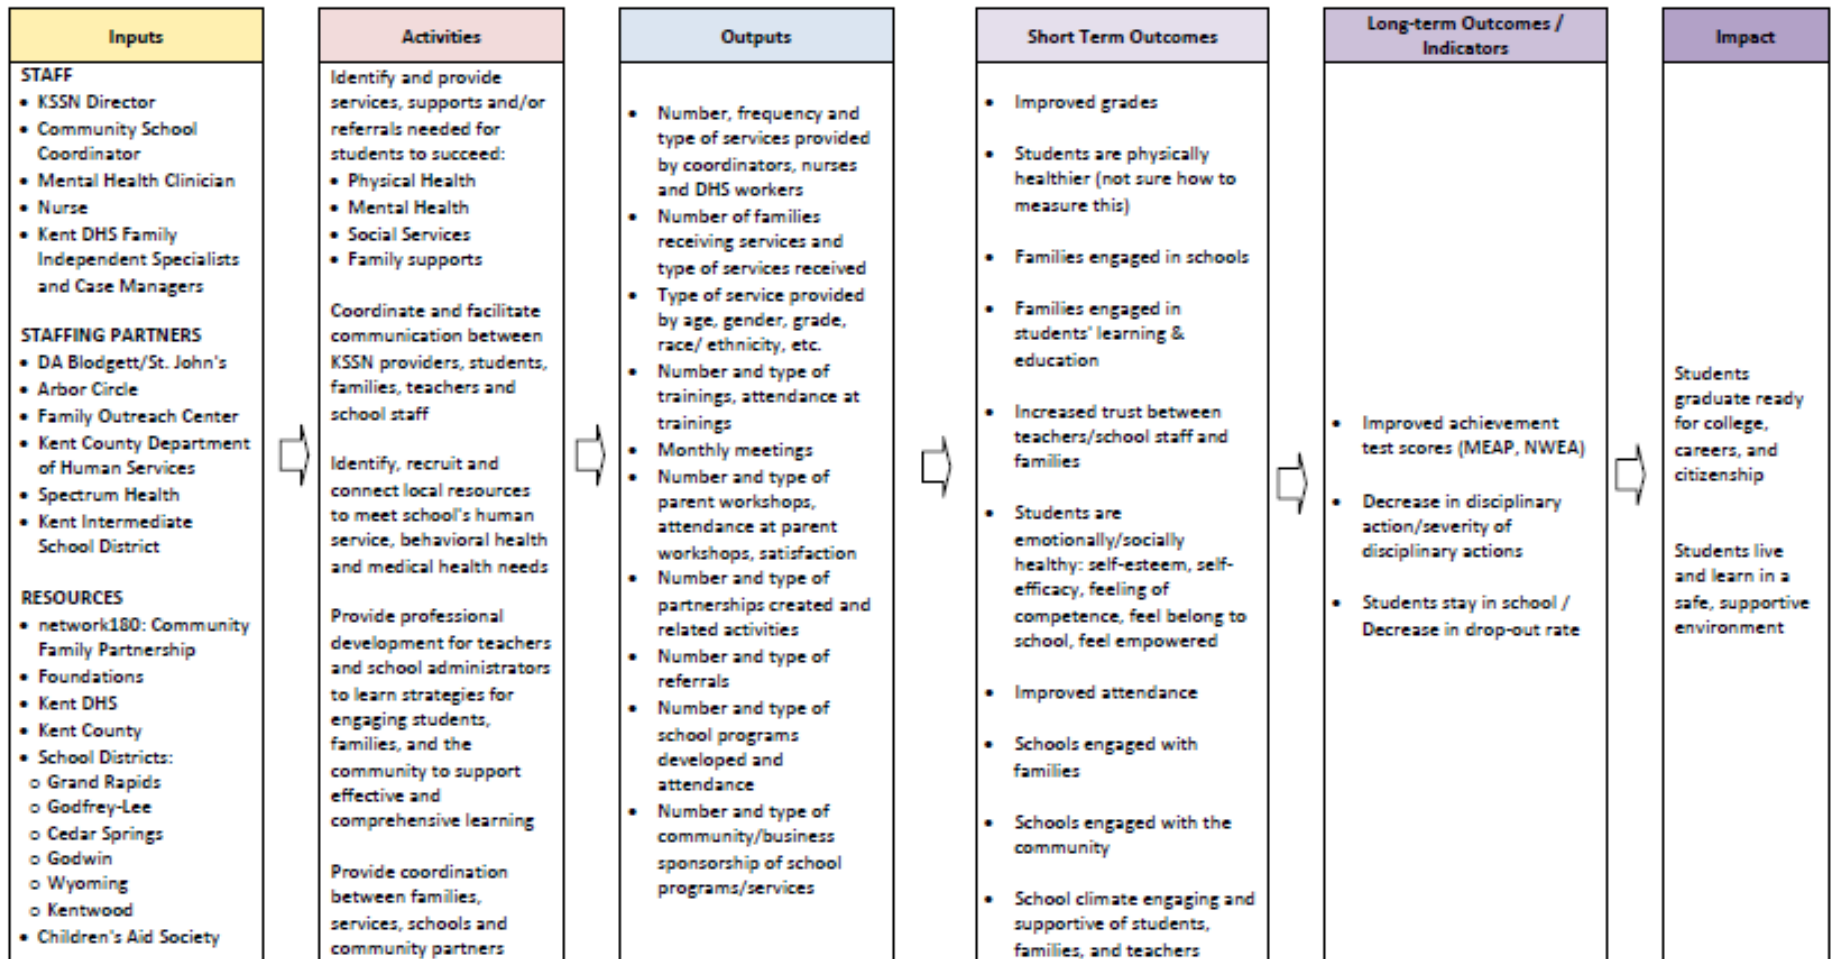 Inputs
STAFF
• KSSN Director
• Community School
Coordinator
• Mental Health Clinician
• Nurse
• Kent DHS Family
Independent Specialists
and Case Managers
STAFFING PARTNERS
• DA Blodgett/St. John's
• Arbor Circle
• Family Outreach Center
• Kent County Department
of Human Services
• Spectrum Health
• Kent Intermediate
School District
RESOURCES
• network180: Community
Family Partnership
• Foundations
• Kent DHS
• Kent County
• School Districts:
o Grand Rapids
o Godfrey-Lee
o Cedar Springs
o Godwin
o Wyoming
o Kentwood
• Children's Aid Society
Activities
Identify and provide
services, supports and/or
referrals needed for
students to succeed:
• Physical Health
• Mental Health
• Social Services
• Family supports
Coordinate and facilitate
communication between
KSSN providers, students,
families, teachers and
school staff
Identify, recruit and
connect local resources
to meet school's human
service, behavioral health
and medical health needs
Provide professional
development for teachers
and school administrators
to learn strategies for
engaging students,
families, and the
community to support
effective and
comprehensive learning
Provide coordination
between families,
services, schools and
community partners
Outputs
• Number, frequency and
type of services provided
by coordinators, nurses
and DHS workers
• Number of families
receiving services and
type of services received
• Type of service provided
by age, gender, grade,
race/ ethnicity, etc.
• Number and type of
trainings, attendance at
trainings
• Monthly meetings
• Number and type of
parent workshops,
attendance at parent
workshops, satisfaction
• Number and type of
partnerships created and
related activities
• Number and type of
referrals
• Number and type of
school programs
developed and
attendance
• Number and type of
community/business
sponsorship of school
programs/services
Short Term Outcomes
• Improved grades
• Students are physically
healthier (not sure how to
measure this)
• Families engaged in schools
• Families engaged in
students' learning &
education
• Increased trust between
teachers/school staff and
families
• Students are
emotionally/socially
healthy: self-esteem, self-
efficacy, feeling of
competence, feel belong to
school, feel empowered
• Improved attendance
• Schools engaged with
families
• Schools engaged with the
community
• School climate engaging and
supportive of students,
families, and teachers
Long-term Outcomes /
Indicators
• Improved achievement
test scores (MEAP, NWEA)
• Decrease in disciplinary
action/severity of
disciplinary actions
• Students stay in school /
Decrease in drop-out rate
Impact
Students
graduate ready
for college,
careers, and
citizenship
Students live
and learn in a
safe, supportive
environment